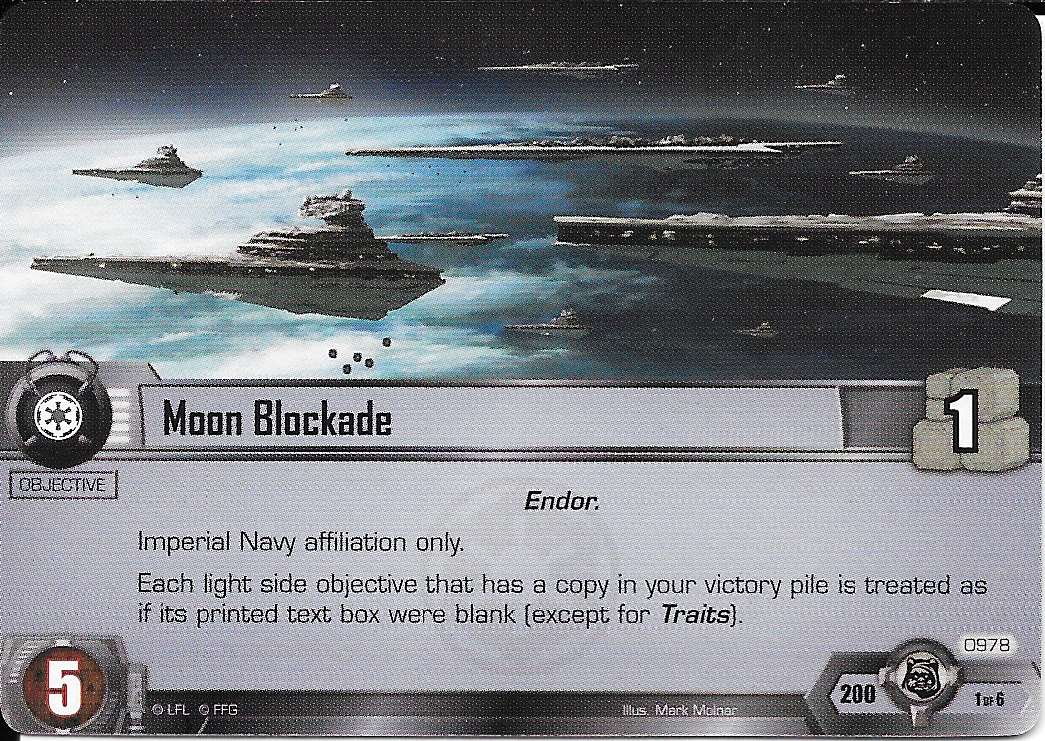 Moon Blockade
1
OBJECTIVE
Endor.
Imperial Navy affiliation only.
Each light side objective that has a copy in your victory pile is treated as
if its printed text box were blank (except for Traits).
0978
5
© LFL © FFG
Illus. Mark Molnar
200
1 OF 6